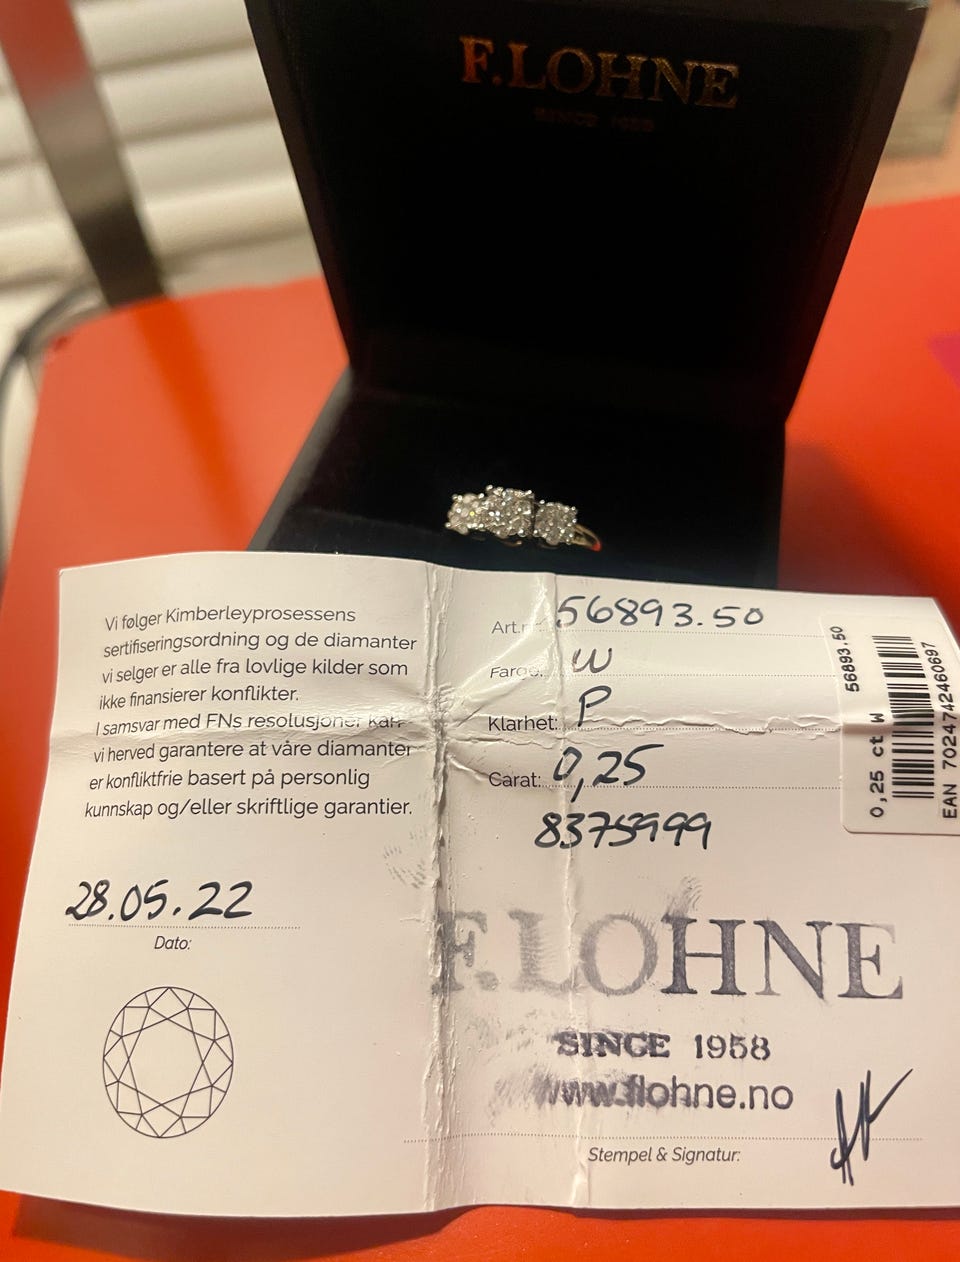 F.LOHNE
SINCE 1958
Vi følger Kimberleyprosessens
sertifiseringsordning og de diamanter
vi selger er alle fra lovlige kilder som
ikke finansierer konflikter.
I samsvar med FNs resolusjoner kan
vi herved garantere at våre diamanter
er konfliktfrie basert på personlig
kunnskap og/eller skriftlige garantier.
28.05.22
Dato:
Art.nr: 56893.50
Farge: W
Klarhet: P
Carat: 0,25
8375999
56893.50
0,25 ct W
EAN 7024742460697
F.LOHNE
SINCE 1958
www.flohne.no
Stempel & Signatur: